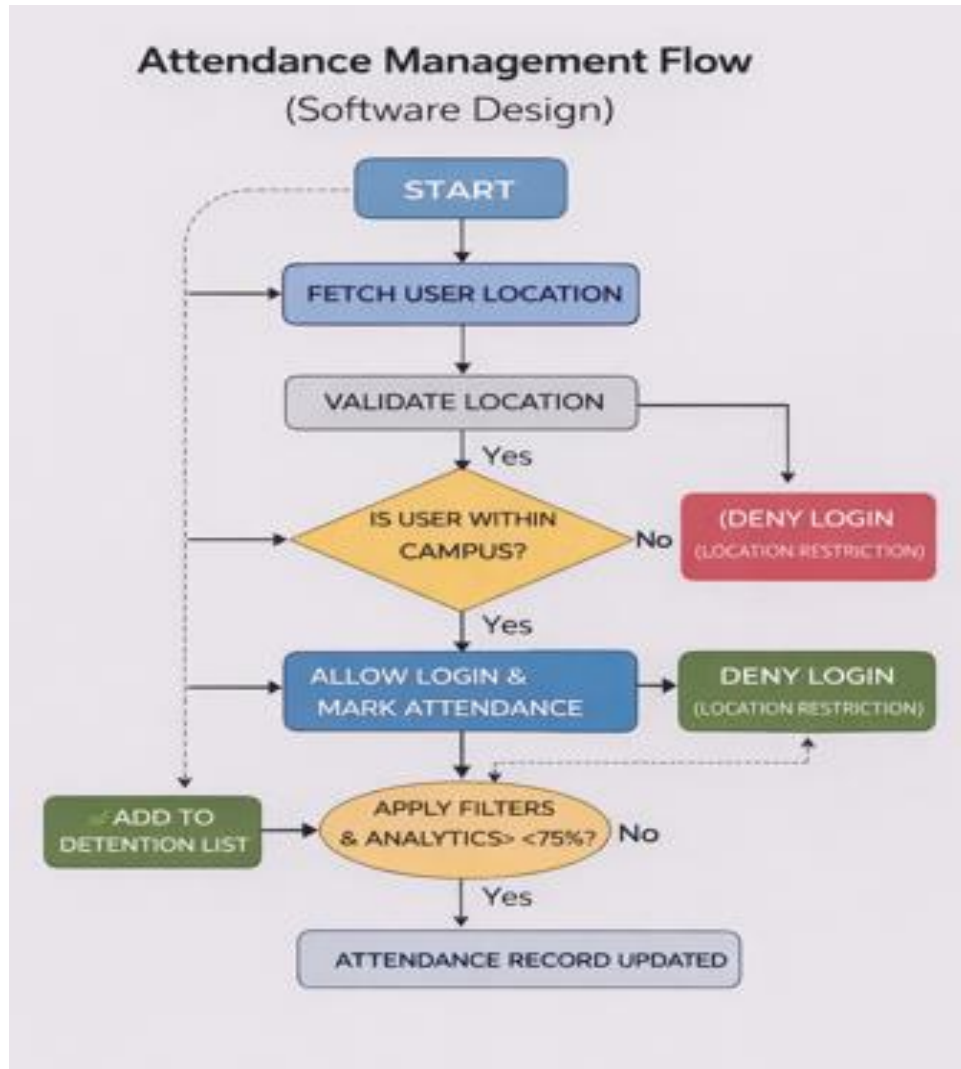 Attendance Management Flow
(Software Design)
START
FETCH USER LOCATION
VALIDATE LOCATION
Yes
IS USER WITHIN
CAMPUS?
No
(DENY LOGIN
(LOCATION RESTRICTION)
Yes
ALLOW LOGIN &
MARK ATTENDANCE
DENY LOGIN
(LOCATION RESTRICTION)
ADD TO
DETENTION LIST
APPLY FILTERS
& ANALYTICS> <75%?
No
Yes
ATTENDANCE RECORD UPDATED